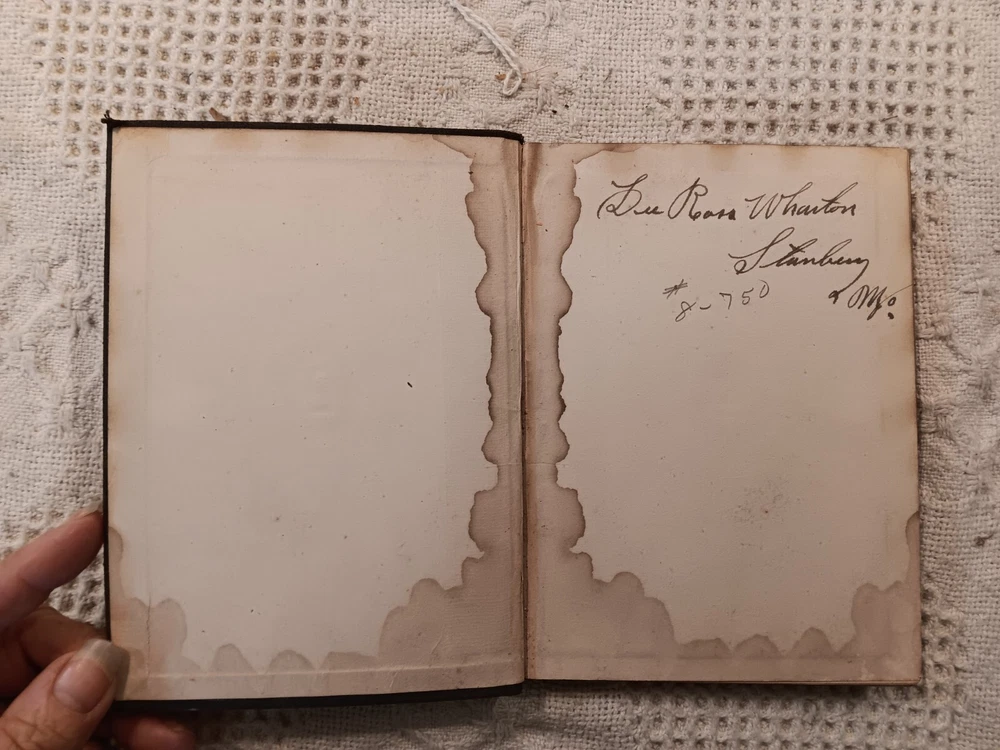 Dee Ross Wharton
Stanberry
Mo.
# 8-750